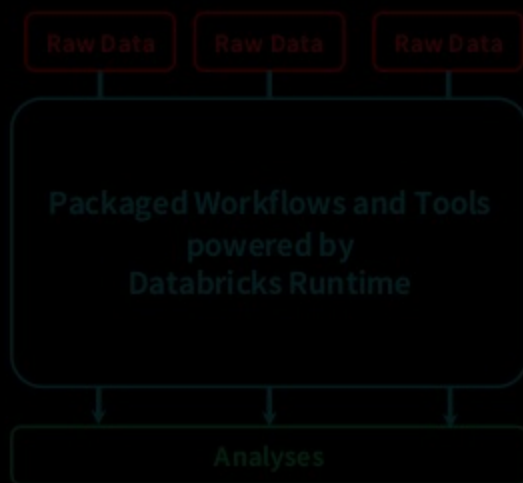 Raw Data Raw Data Raw Data
Packaged Workflows and Tools
powered by
Databricks Runtime
Analyses